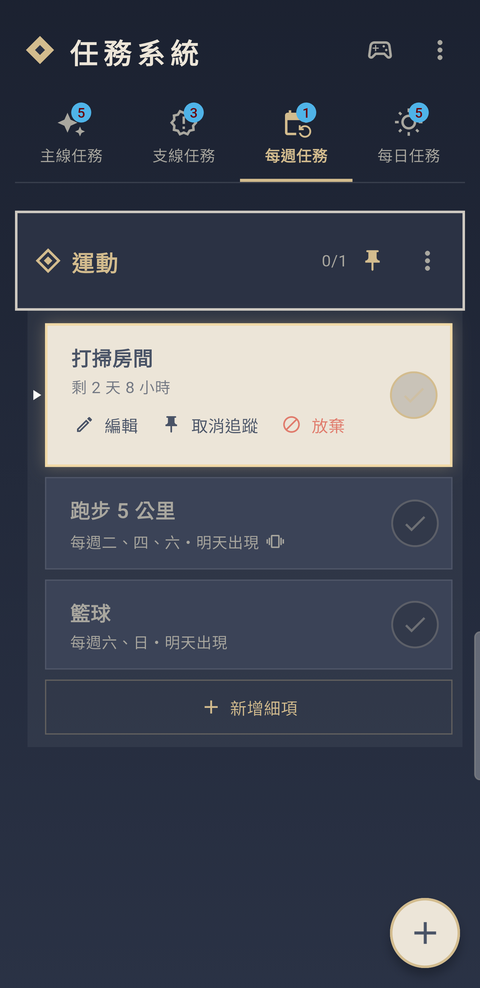 任務系統
5
3
1
5
主線任務
支線任務
每週任務
每日任務
運動
0/1
打掃房間
剩 2 天 8 小時
編輯
取消追蹤
放棄
跑步 5 公里
每週二、四、六・明天出現
籃球
每週六、日・明天出現
+ 新增細項